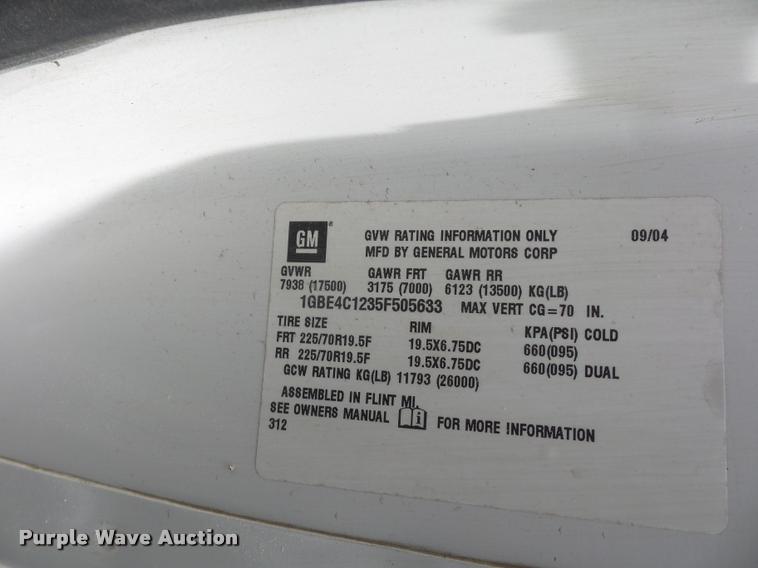 GM ®
GVW RATING INFORMATION ONLY 09/04
MFD BY GENERAL MOTORS CORP
GVWR GAWR FRT GAWR RR
7938 (17500) 3175 (7000) 6123 (13500) KG(LB)
1GBE4C1235F505633 MAX VERT CG=70 IN.
TIRE SIZE RIM KPA(PSI) COLD
FRT 225/70R19.5F 19.5X6.75DC 660(095)
RR 225/70R19.5F 19.5X6.75DC 660(095) DUAL
GCW RATING KG(LB) 11793 (26000)
ASSEMBLED IN FLINT MI.
SEE OWNERS MANUAL i FOR MORE INFORMATION
312
Purple Wave Auction